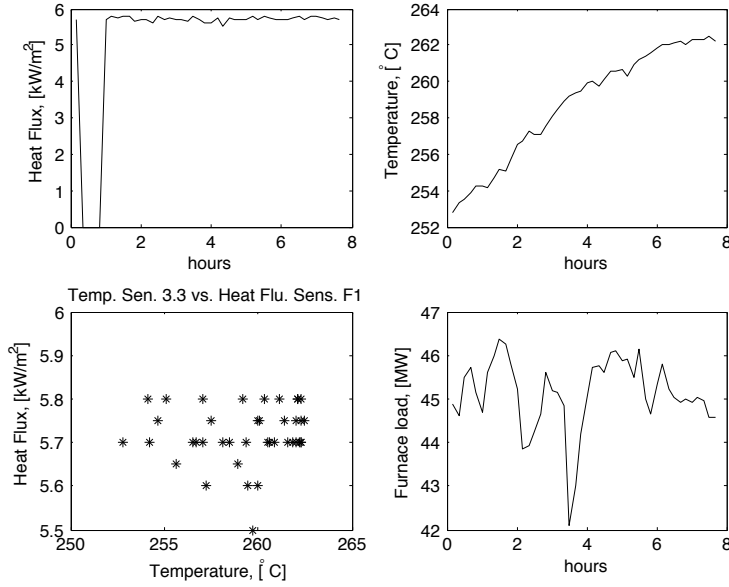 6
5
4
3
2
1
0
Heat Flux, [kW/m²]
0 2 4 6 8
hours
262
260
258
256
254
252
Temperature, [°C]
0 2 4 6 8
hours
Temp. Sen. 3.3 vs. Heat Flu. Sens. F1
6
5.9
5.8
5.7
5.6
5.5
Heat Flux, [kW/m²]
250 255 260 265
Temperature, [°C]
47
46
45
44
43
42
Furnace load, [MW]
0 2 4 6 8
hours